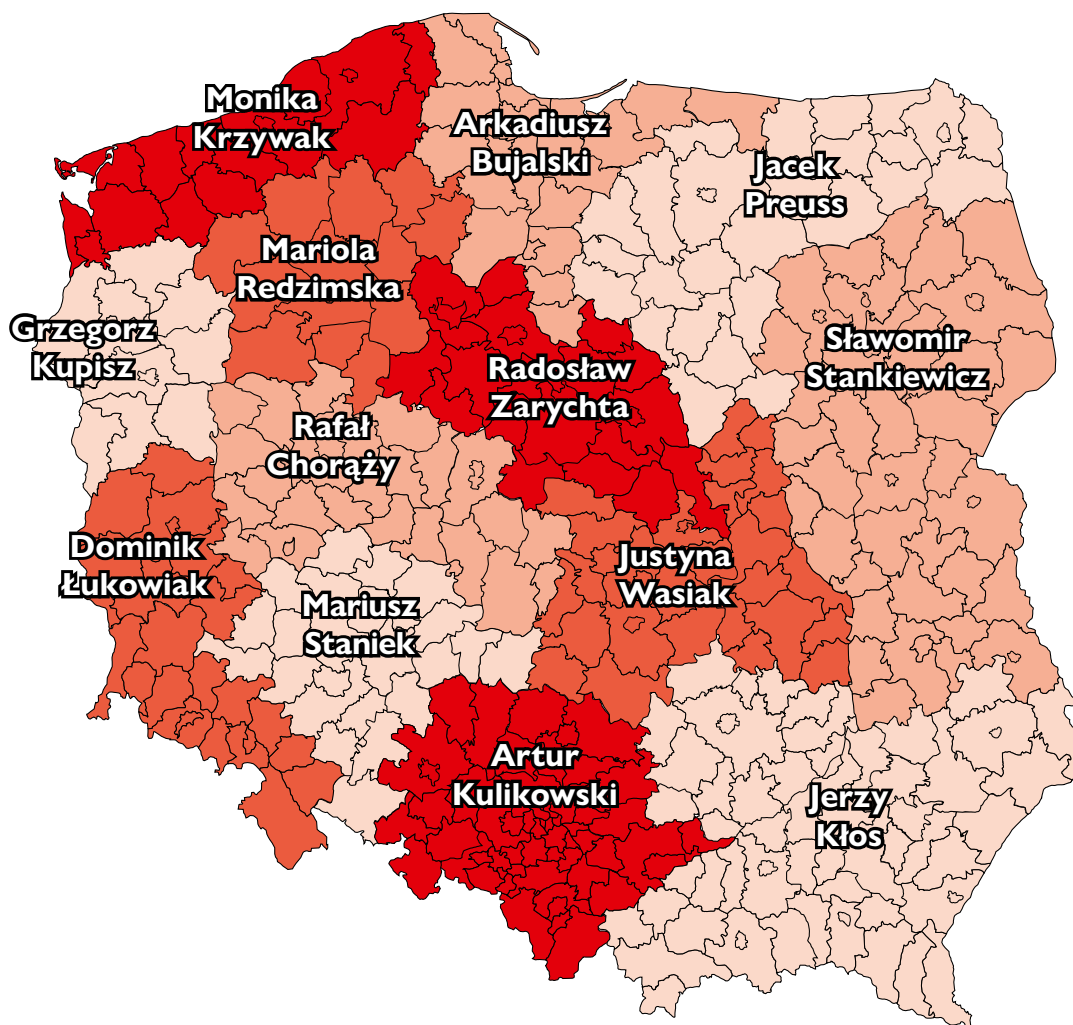 Monika
Krzywak
Arkadiusz
Bujalski
Jacek
Preuss
Mariola
Redzimska
Grzegorz
Kupisz
Radosław
Zarychta
Sławomir
Stankiewicz
Rafał
Chorąży
Dominik
Łukowiak
Justyna
Wasiak
Mariusz
Staniek
Artur
Kulikowski
Jerzy
Kłos